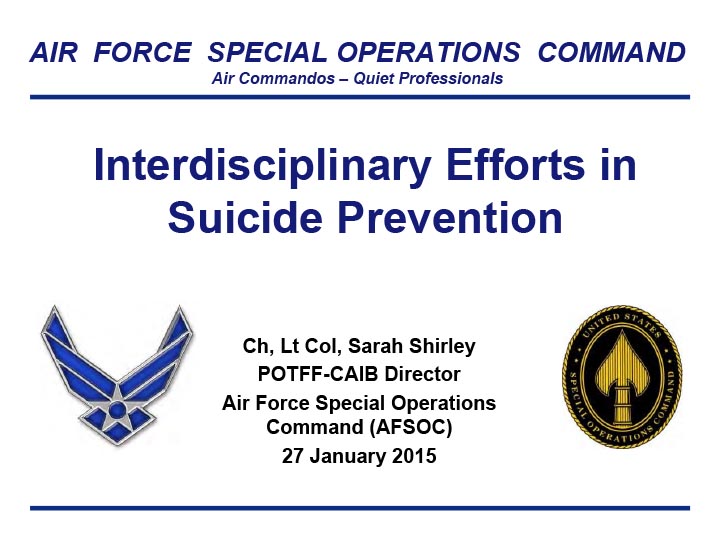 AIR FORCE SPECIAL OPERATIONS COMMAND
Air Commandos – Quiet Professionals
Interdisciplinary Efforts in
Suicide Prevention
Ch, Lt Col, Sarah Shirley
POTFF-CAIB Director
Air Force Special Operations
Command (AFSOC)
27 January 2015
UNITED STATES
SPECIAL OPERATIONS COMMAND